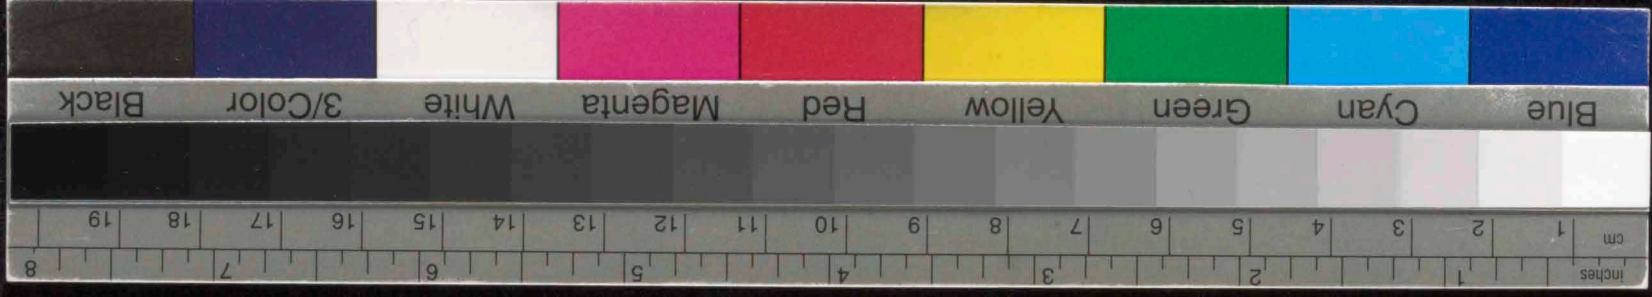 inches 1 2 3 4 5 6 7 8
cm 1 2 3 4 5 6 7 8 9 10 11 12 13 14 15 16 17 18 19
Blue Cyan Green Yellow Red Magenta White 3/Color Black